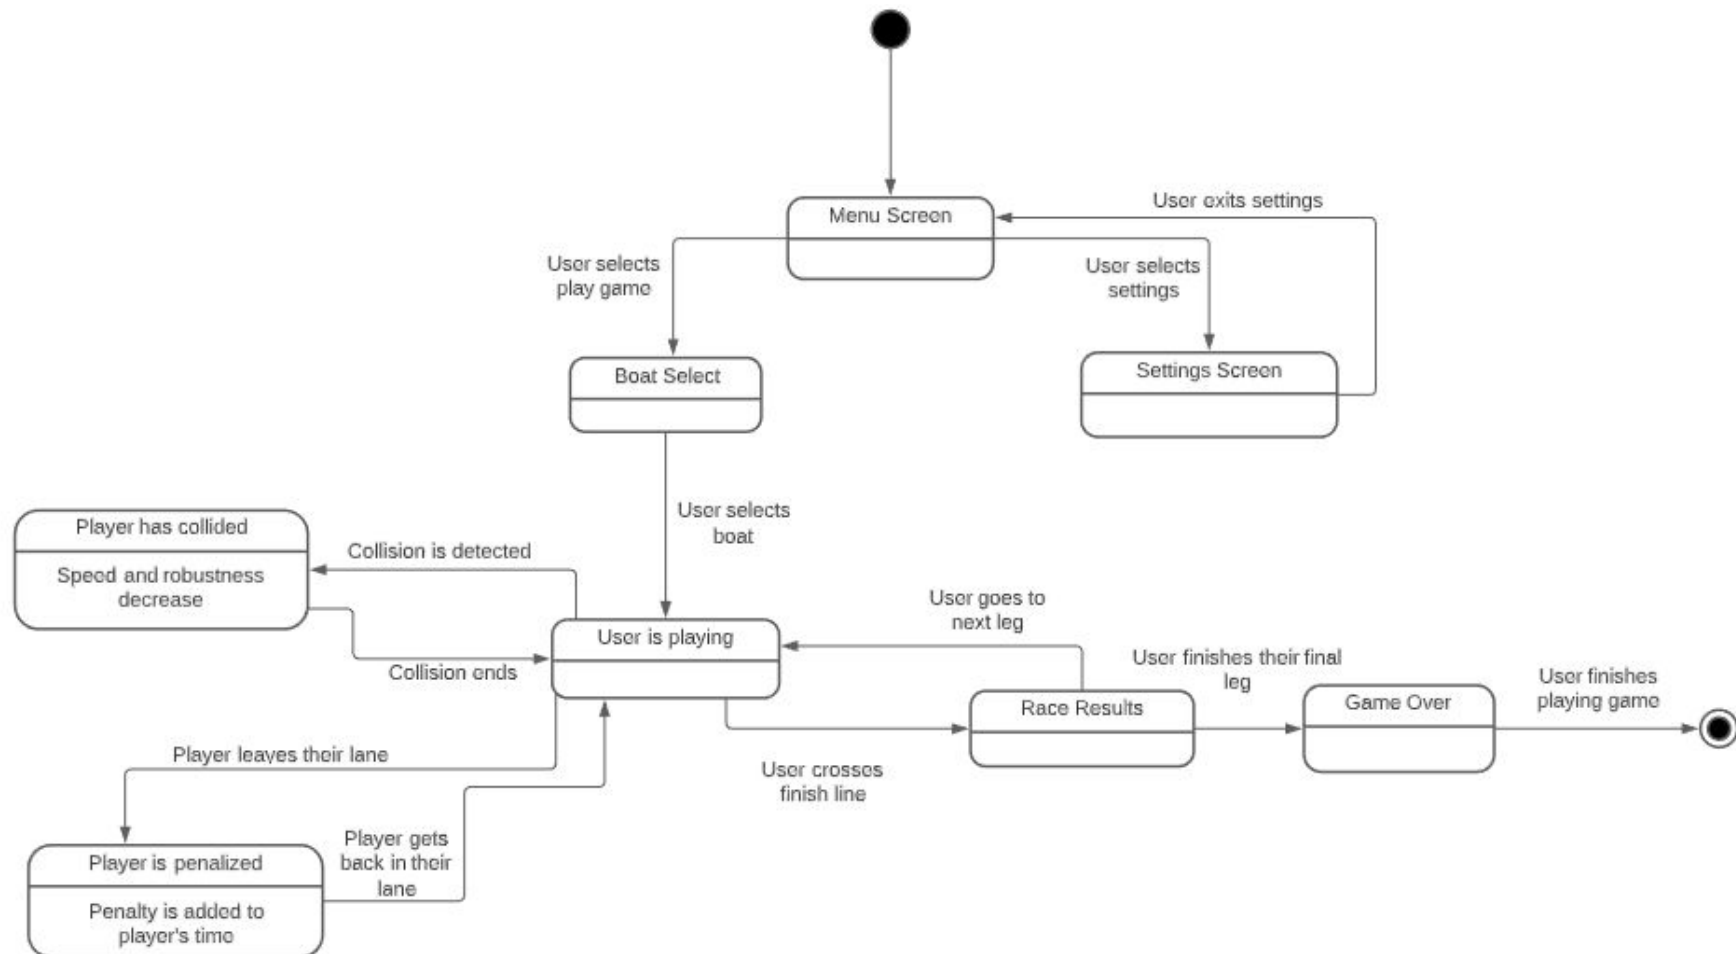 Menu Screen
User exits settings
User selects
play game
User selects
settings
Boat Select
Settings Screen
User selects
boat
Player has collided
Speed and robustness
decrease
Collision is detected
Collision ends
User is playing
User goes to
next leg
User finishes their final
leg
User finishes
playing game
Race Results
Game Over
User crosses
finish line
Player leaves their lane
Player gets
back in their
lane
Player is penalized
Penalty is added to
player's time